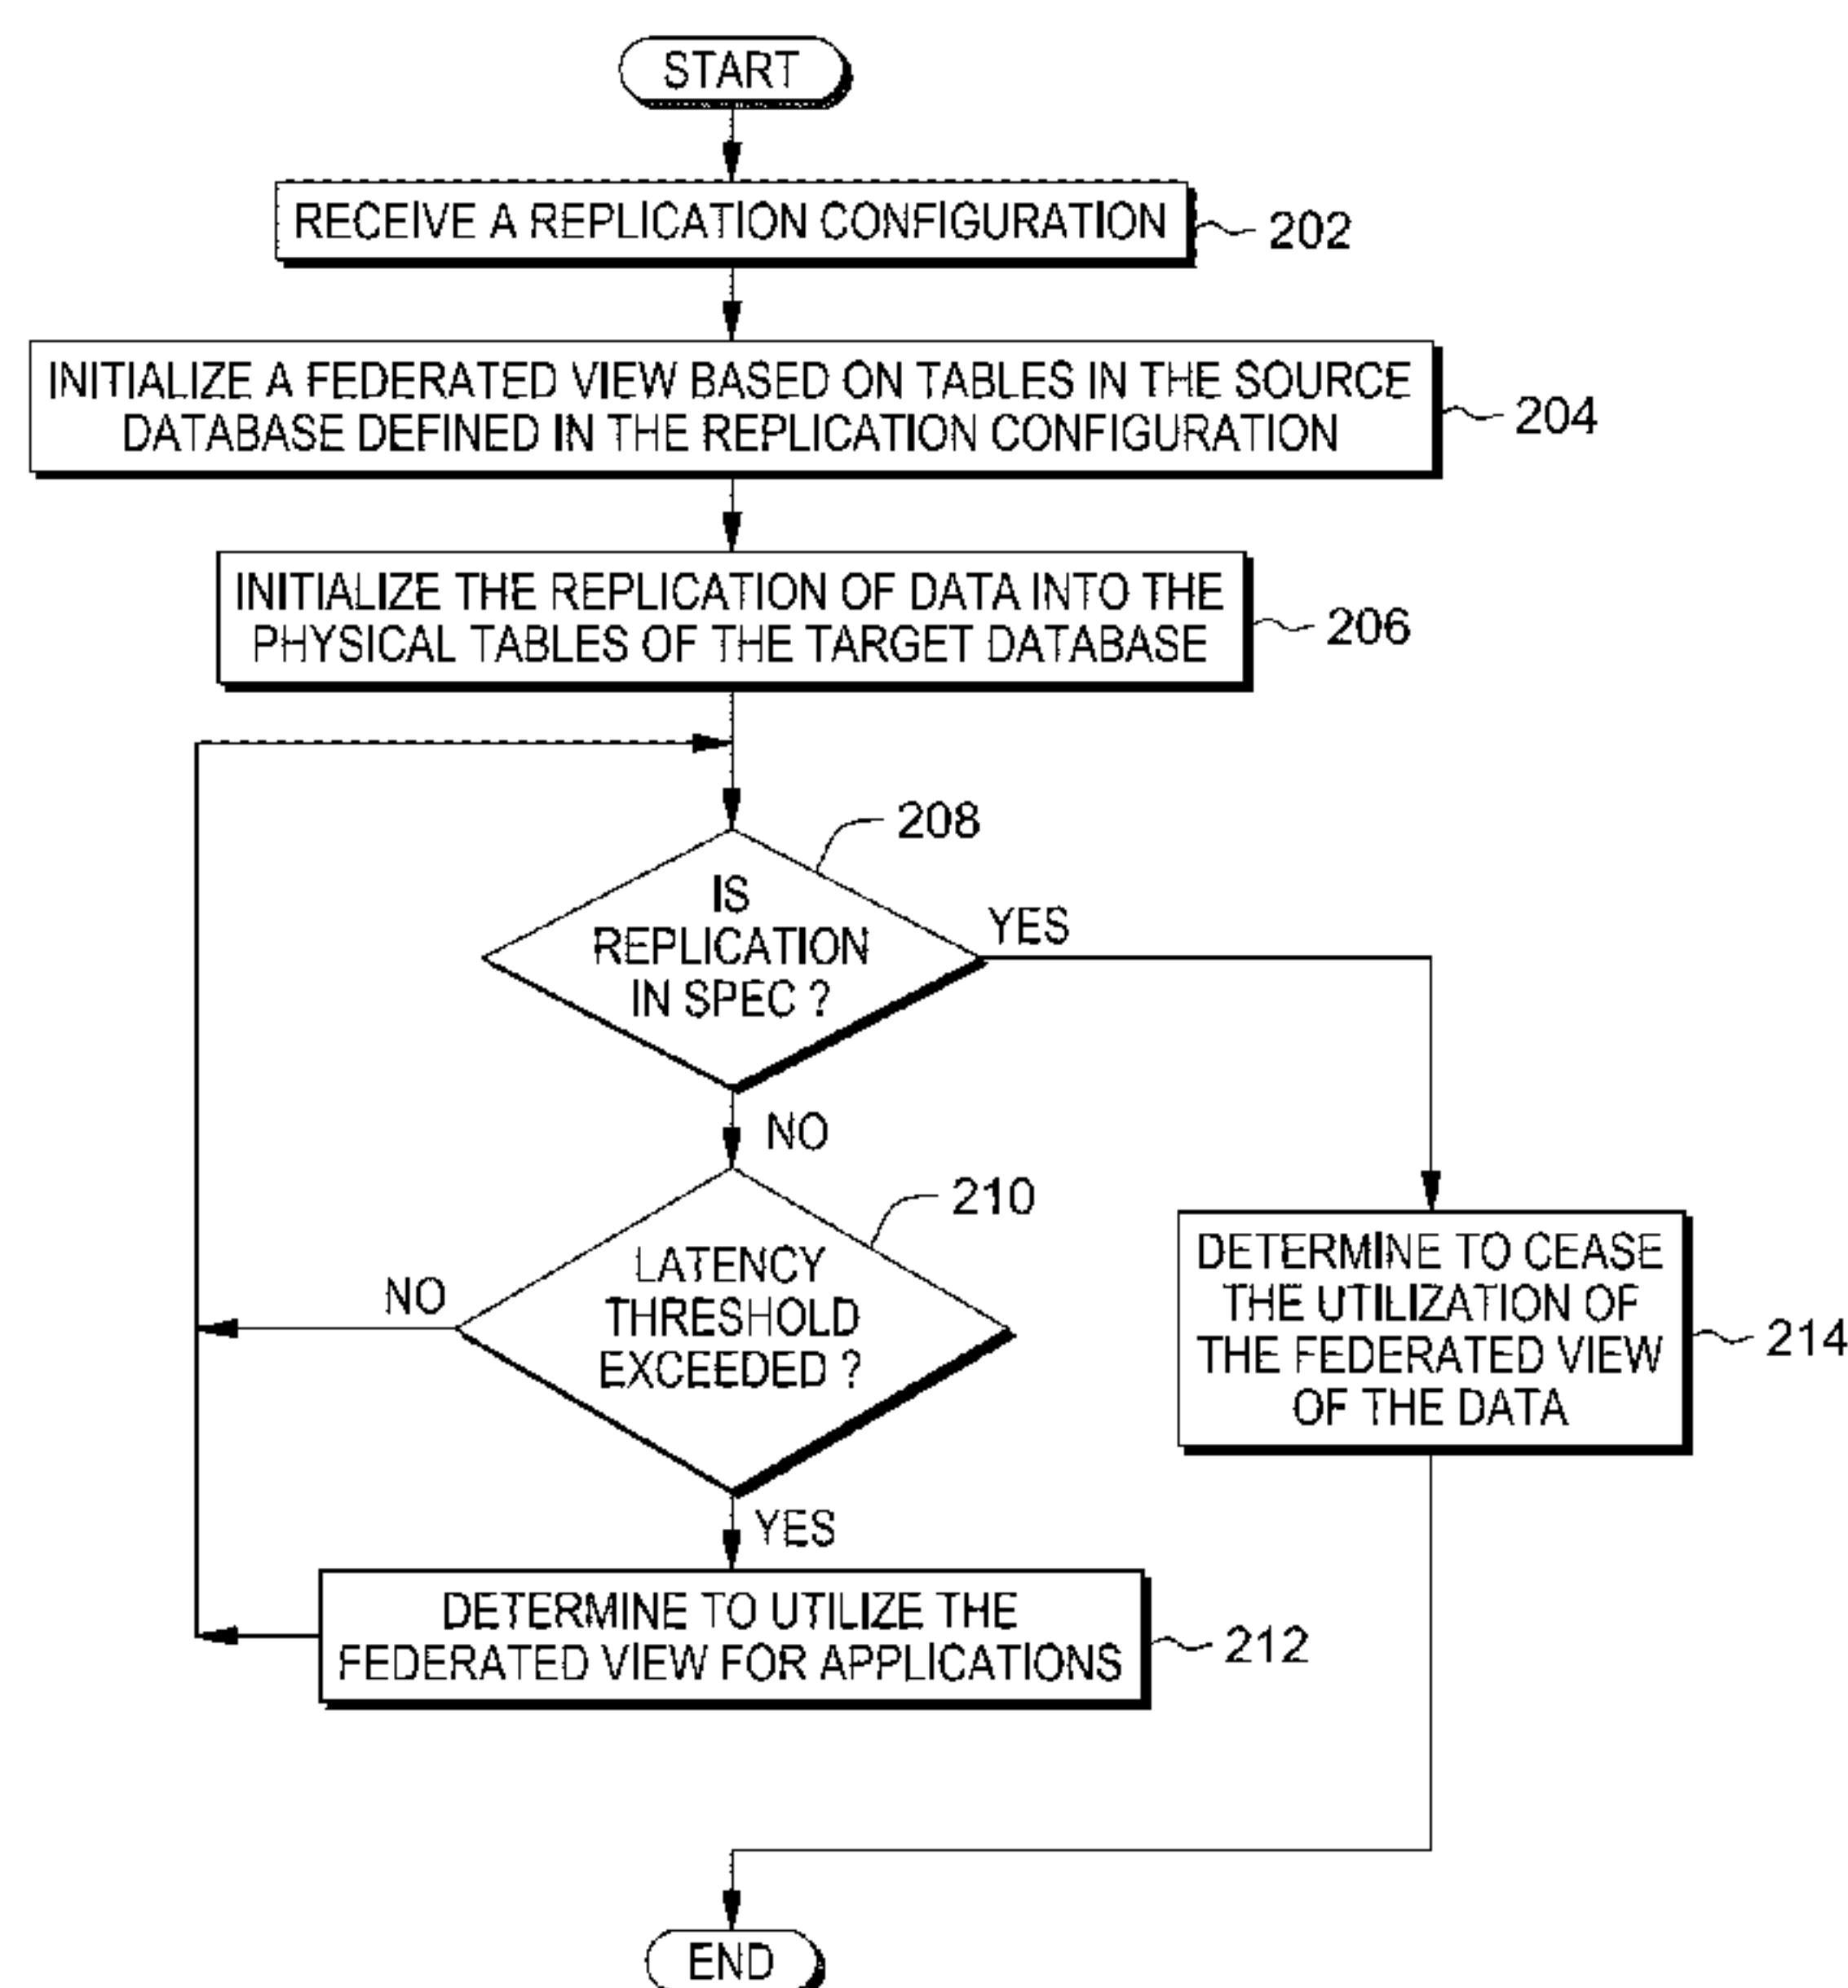 START
RECEIVE A REPLICATION CONFIGURATION
202
INITIALIZE A FEDERATED VIEW BASED ON TABLES IN THE SOURCE
DATABASE DEFINED IN THE REPLICATION CONFIGURATION
204
INITIALIZE THE REPLICATION OF DATA INTO THE
PHYSICAL TABLES OF THE TARGET DATABASE
206
208
IS
REPLICATION
IN SPEC ?
YES
NO
210
LATENCY
THRESHOLD
EXCEEDED ?
NO
YES
DETERMINE TO CEASE
THE UTILIZATION OF
THE FEDERATED VIEW
OF THE DATA
214
DETERMINE TO UTILIZE THE
FEDERATED VIEW FOR APPLICATIONS
212
END